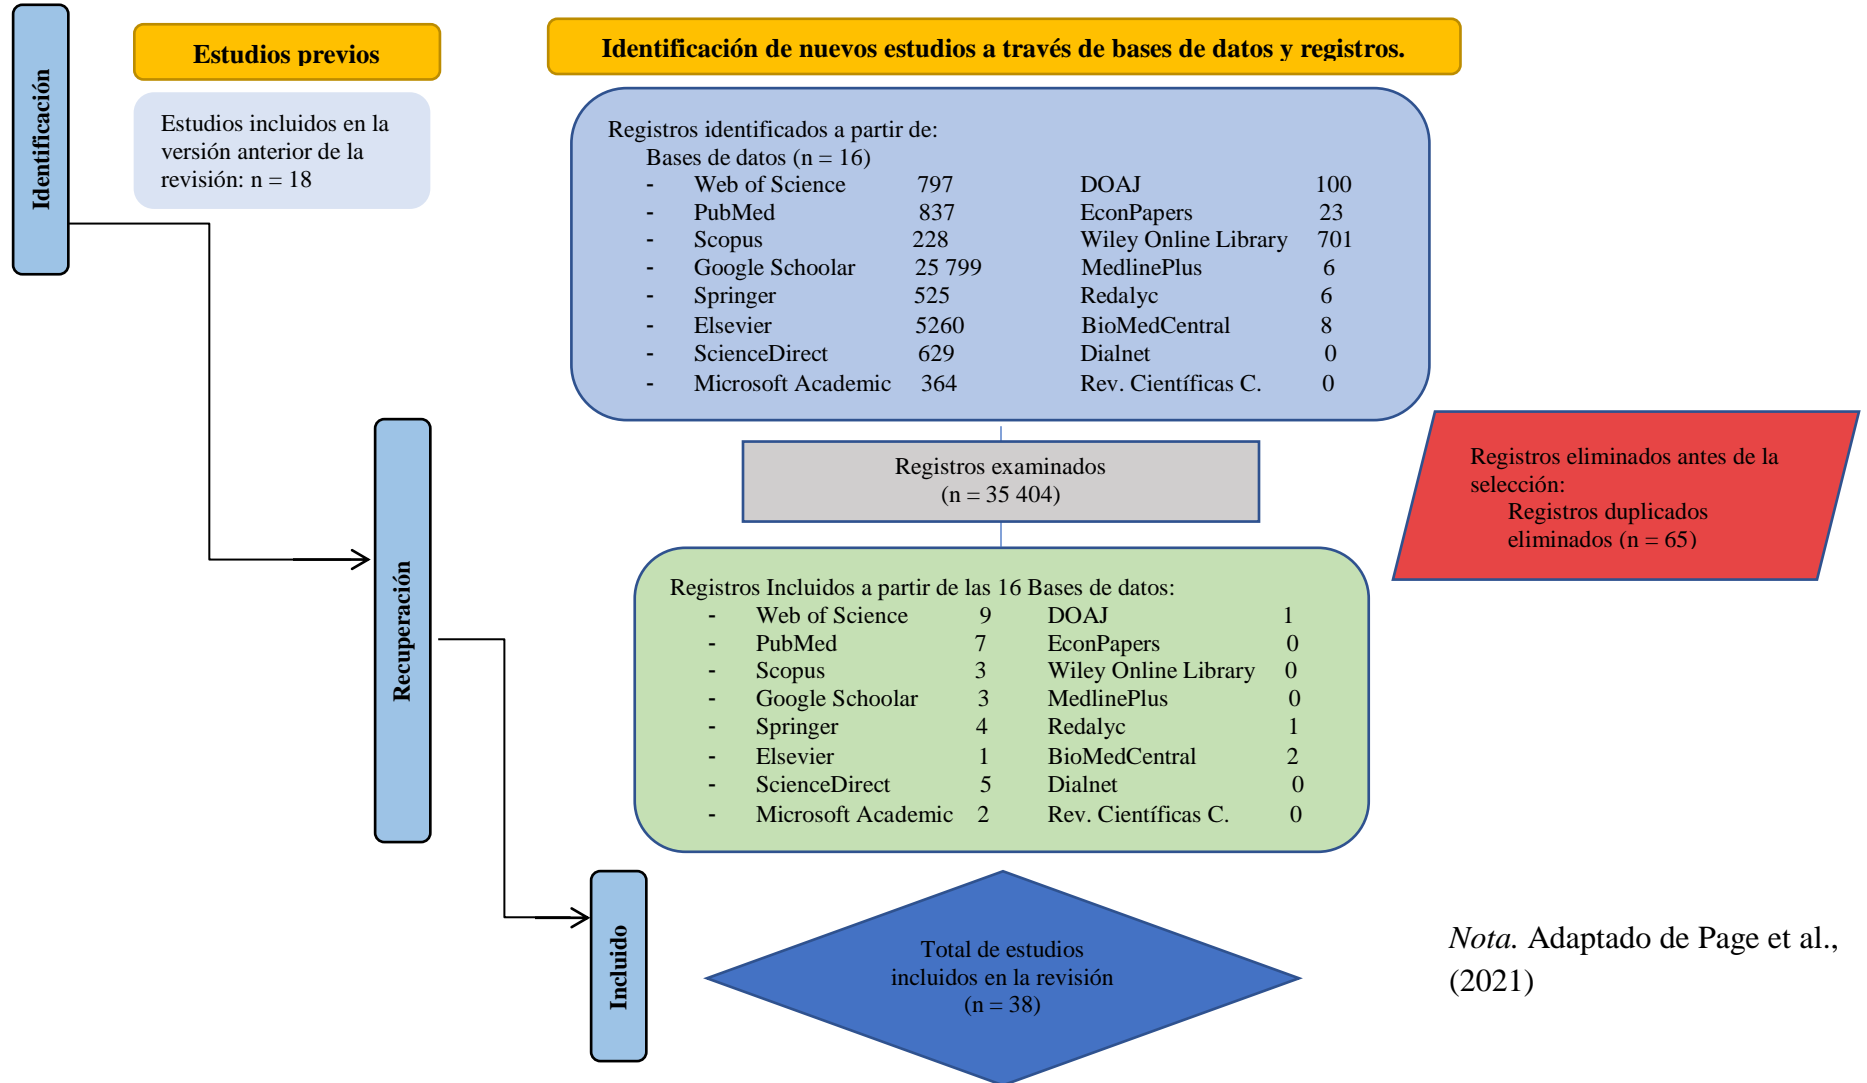 Identificación
Estudios previos
Estudios incluidos en la
versión anterior de la
revisión: n = 18
Identificación de nuevos estudios a través de bases de datos y registros.
Registros identificados a partir de:
Bases de datos (n = 16)
- Web of Science 797 DOAJ 100
- PubMed 837 EconPapers 23
- Scopus 228 Wiley Online Library 701
- Google Schoolar 25 799 MedlinePlus 6
- Springer 525 Redalyc 6
- Elsevier 5260 BioMedCentral 8
- ScienceDirect 629 Dialnet 0
- Microsoft Academic 364 Rev. Científicas C. 0
Recuperación
Registros examinados
(n = 35 404)
Registros eliminados antes de la
selección:
Registros duplicados
eliminados (n = 65)
Registros Incluidos a partir de las 16 Bases de datos:
- Web of Science 9 DOAJ 1
- PubMed 7 EconPapers 0
- Scopus 3 Wiley Online Library 0
- Google Schoolar 3 MedlinePlus 0
- Springer 4 Redalyc 1
- Elsevier 1 BioMedCentral 2
- ScienceDirect 5 Dialnet 0
- Microsoft Academic 2 Rev. Científicas C. 0
Incluido
Total de estudios
incluidos en la revisión
(n = 38)
Nota. Adaptado de Page et al.,
(2021)